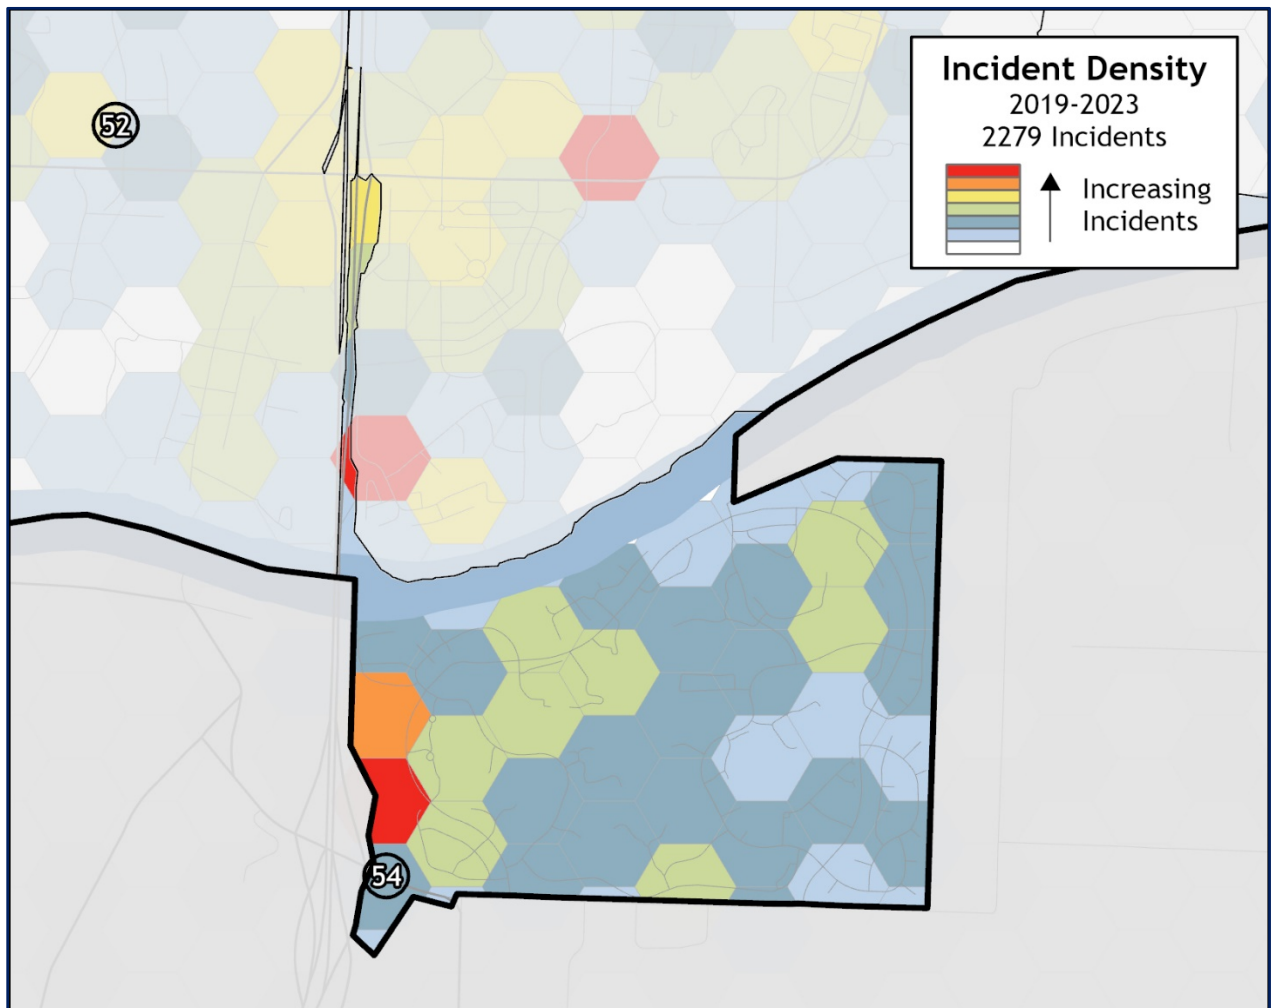 52
Incident Density
2019-2023
2279 Incidents
Increasing
Incidents
54